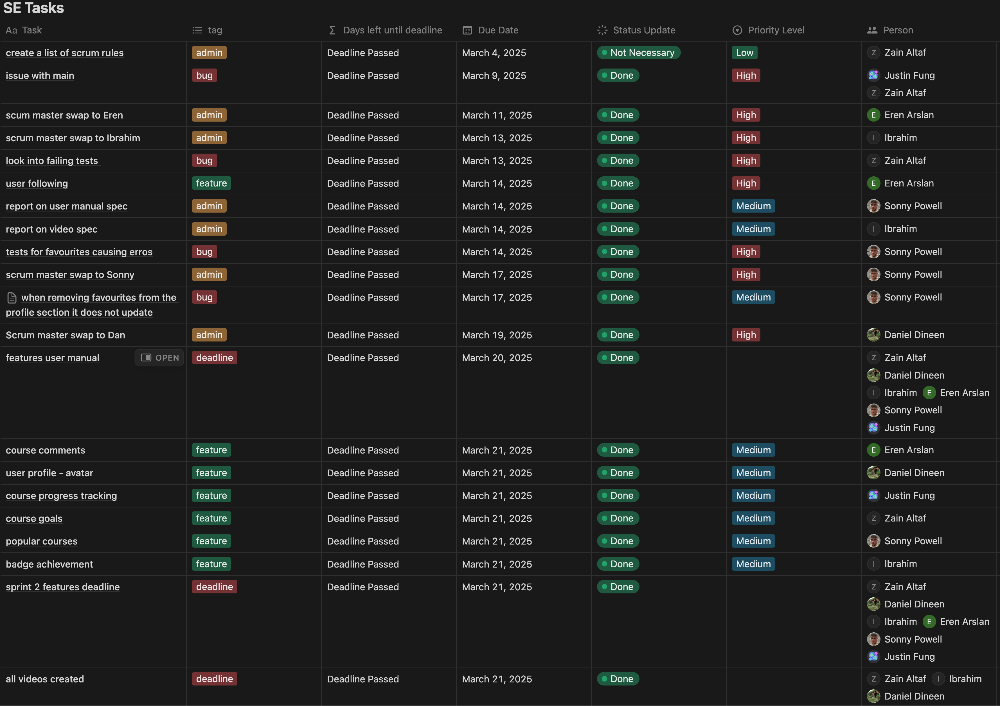 SE Tasks
Aa Task tag Days left until deadline Due Date Status Update Priority Level Person
create a list of scrum rules admin Deadline Passed March 4, 2025 Not Necessary Low Z Zain Altaf
issue with main bug Deadline Passed March 9, 2025 Done High Justin Fung
Z Zain Altaf
scum master swap to Eren admin Deadline Passed March 11, 2025 Done High E Eren Arslan
scrum master swap to Ibrahim admin Deadline Passed March 13, 2025 Done High I Ibrahim
look into failing tests bug Deadline Passed March 13, 2025 Done High Z Zain Altaf
user following feature Deadline Passed March 14, 2025 Done High E Eren Arslan
report on user manual spec admin Deadline Passed March 14, 2025 Done Medium Sonny Powell
report on video spec admin Deadline Passed March 14, 2025 Done Medium I Ibrahim
tests for favourites causing erros bug Deadline Passed March 14, 2025 Done High Sonny Powell
scrum master swap to Sonny admin Deadline Passed March 17, 2025 Done High Sonny Powell
when removing favourites from the bug Deadline Passed March 17, 2025 Done Medium Sonny Powell
profile section it does not update
Scrum master swap to Dan admin Deadline Passed March 19, 2025 Done High Daniel Dineen
features user manual OPEN deadline Deadline Passed March 20, 2025 Done Z Zain Altaf
Daniel Dineen
I Ibrahim E Eren Arslan
Sonny Powell
Justin Fung
course comments feature Deadline Passed March 21, 2025 Done Medium E Eren Arslan
user profile - avatar feature Deadline Passed March 21, 2025 Done Medium Daniel Dineen
course progress tracking feature Deadline Passed March 21, 2025 Done Medium Justin Fung
course goals feature Deadline Passed March 21, 2025 Done Medium Z Zain Altaf
popular courses feature Deadline Passed March 21, 2025 Done Medium Sonny Powell
badge achievement feature Deadline Passed March 21, 2025 Done Medium I Ibrahim
sprint 2 features deadline deadline Deadline Passed March 21, 2025 Done Z Zain Altaf
Daniel Dineen
I Ibrahim E Eren Arslan
Sonny Powell
Justin Fung
all videos created deadline Deadline Passed March 21, 2025 Done Z Zain Altaf I Ibrahim
Daniel Dineen